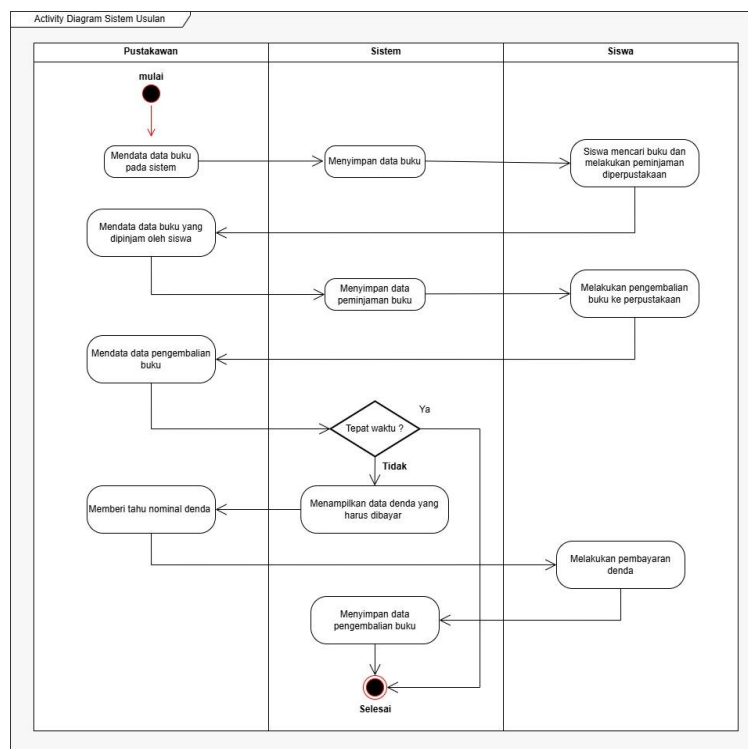 Activity Diagram Sistem Usulan
Pustakawan
Sistem
Siswa
mulai
Mendata data buku
pada sistem
Menyimpan data buku
Siswa mencari buku dan
melakukan peminjaman
diperpustakaan
Mendata data buku yang
dipinjam oleh siswa
Menyimpan data
peminjaman buku
Melakukan pengembalian
buku ke perpustakaan
Mendata data pengembalian
buku
Tepat waktu ?
Ya
Tidak
Memberi tahu nominal denda
Menampilkan data denda yang
harus dibayar
Melakukan pembayaran
denda
Menyimpan data
pengembalian buku
Selesai